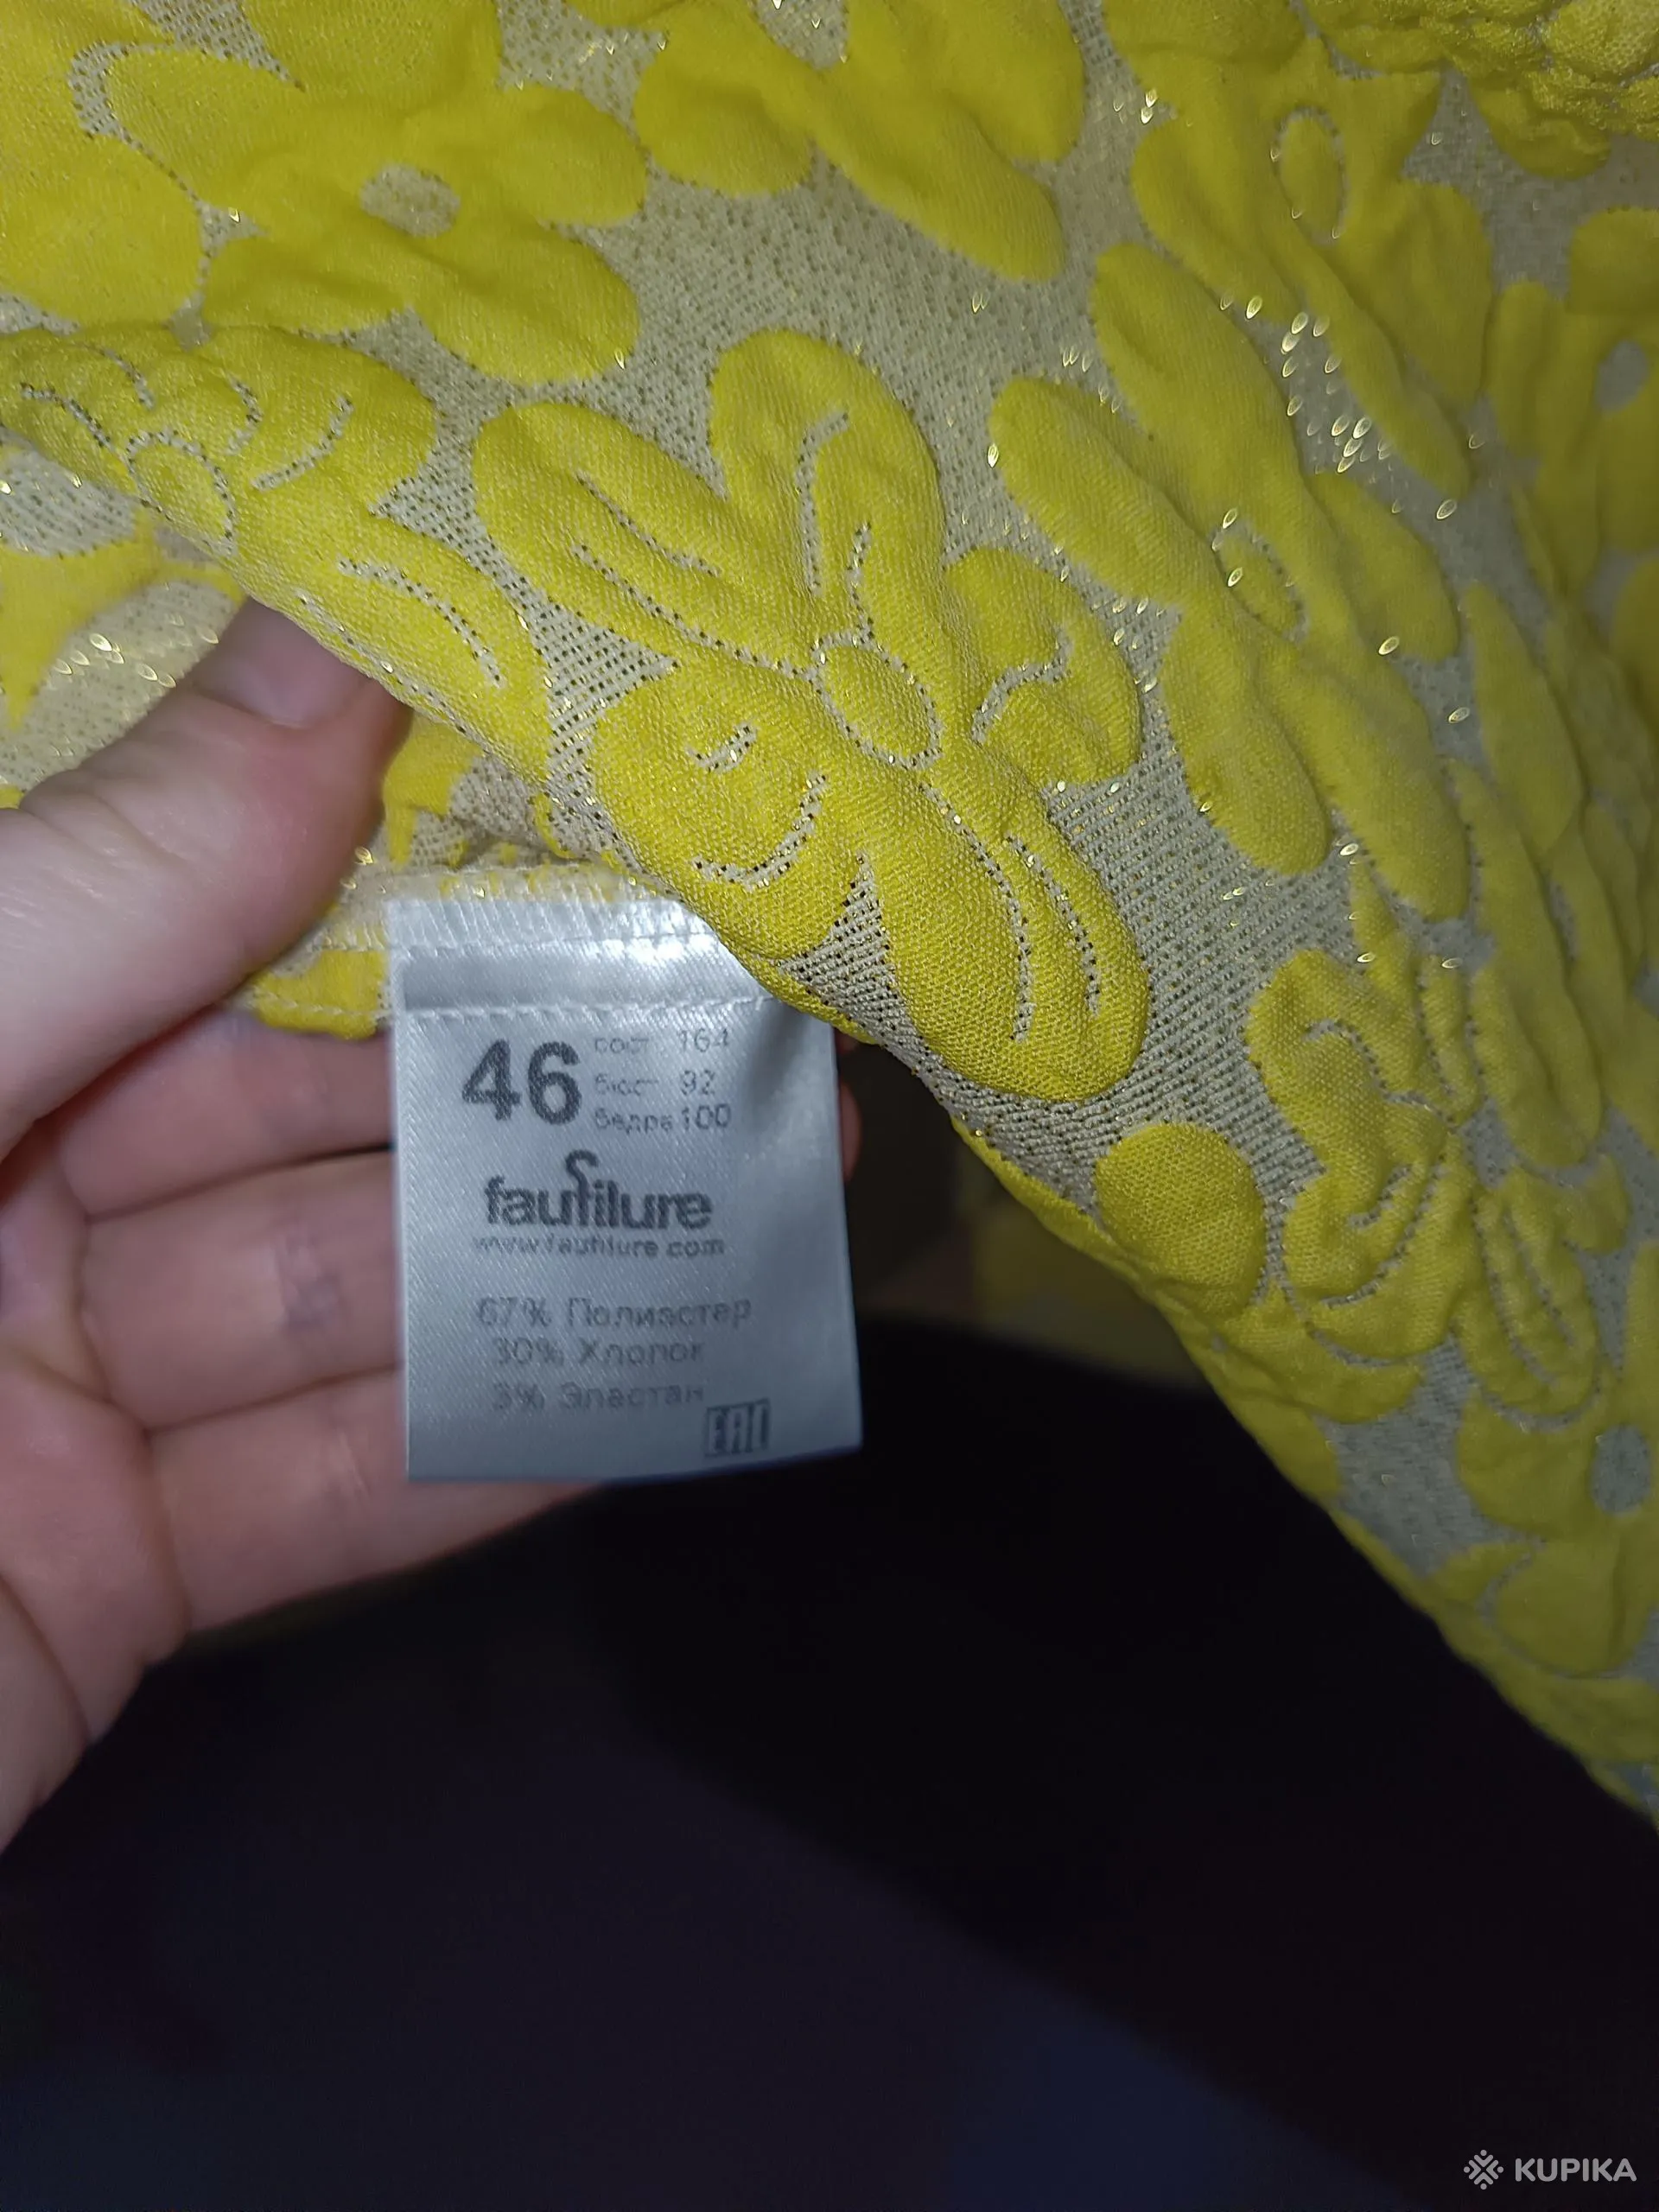 46
рост 164
бюст 92
бедра 100
faufilure
www.faufilure.com
67% Полиэстер
30% Хлопок
3% Эластан
EAC
KUPIKA